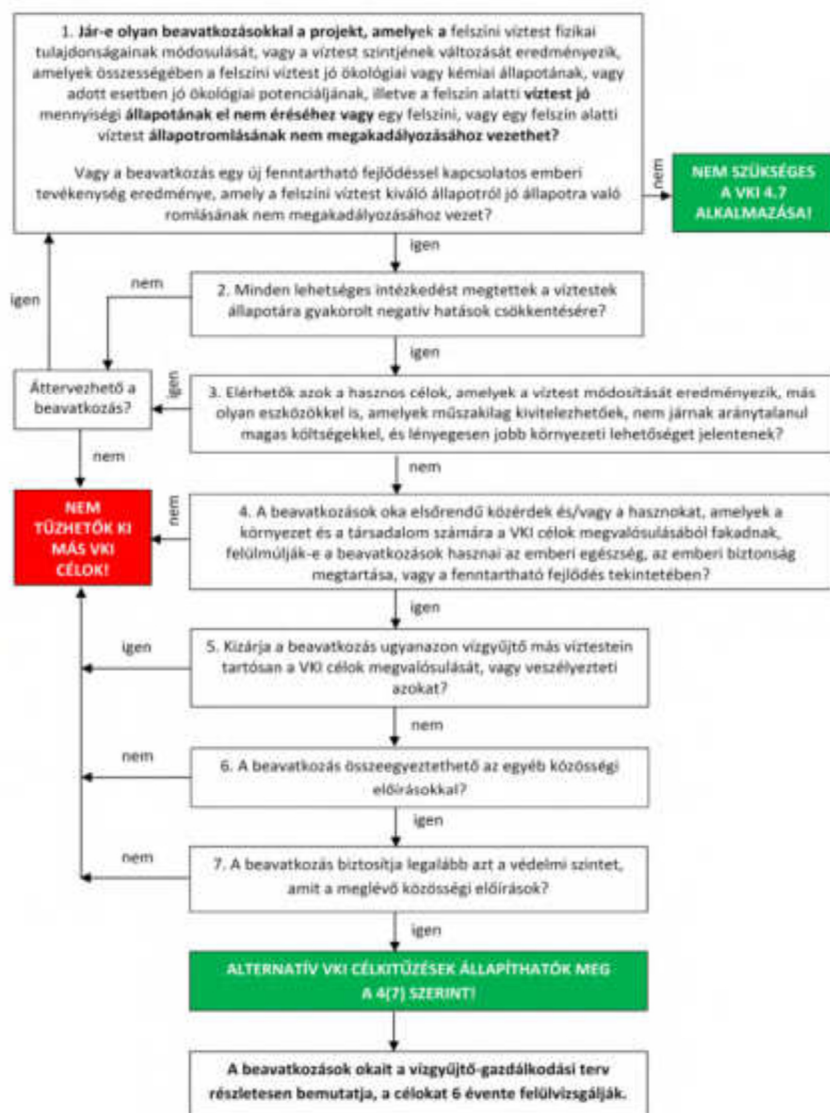 1. Jár-e olyan beavatkozásokkal a projekt, amelyek a felszíni víztest fizikai
tulajdonságainak módosulását, vagy a víztest szintjének változását eredményezik,
amelyek összességében a felszíni víztest jó ökológiai vagy kémiai állapotának, vagy
adott esetben jó ökológiai potenciáljának, illetve a felszín alatti víztest jó
mennyiségi állapotának el nem éréséhez vagy egy felszíni, vagy egy felszín alatti
víztest állapotromlásának nem megakadályozásához vezethet?
Vagy a beavatkozás egy új fenntartható fejlődéssel kapcsolatos emberi
tevékenység eredménye, amely a felszíni víztest kiváló állapotról jó állapotra való
romlásának nem megakadályozásához vezet?
nem
NEM SZÜKSÉGES
A VKI 4.7
ALKALMAZÁSA!
igen
igen
nem
2. Minden lehetséges intézkedést megtettek a víztestek
állapotára gyakorolt negatív hatások csökkentésére?
igen
Áttervezhető a
beavatkozás?
igen
3. Elérhetők azok a hasznos célok, amelyek a víztest módosítását eredményezik, más
olyan eszközökkel is, amelyek műszakilag kivitelezhetőek, nem járnak aránytalanul
magas költségekkel, és lényegesen jobb környezeti lehetőséget jelentenek?
nem
nem
NEM
TŰZHETŐK KI
MÁS VKI
CÉLOK!
nem
4. A beavatkozások oka elsőrendű közérdek és/vagy a hasznokat, amelyek a
környezet és a társadalom számára a VKI célok megvalósulásából fakadnak,
felülmúlják-e a beavatkozások hasznai az emberi egészség, az emberi biztonság
megtartása, vagy a fenntartható fejlődés tekintetében?
igen
igen
5. Kizárja a beavatkozás ugyanazon vízgyűjtő más víztestein
tartósan a VKI célok megvalósulását, vagy veszélyezteti
azokat?
nem
nem
6. A beavatkozás összeegyeztethető az egyéb közösségi
előírásokkal?
igen
nem
7. A beavatkozás biztosítja legalább azt a védelmi szintet,
amit a meglévő közösségi előírások?
igen
ALTERNATÍV VKI CÉLKITŰZÉSEK ÁLLAPÍTHATÓK MEG
A 4(7) SZERINT!
A beavatkozások okait a vízgyűjtő-gazdálkodási terv
részletesen bemutatja, a célokat 6 évente felülvizsgálják.